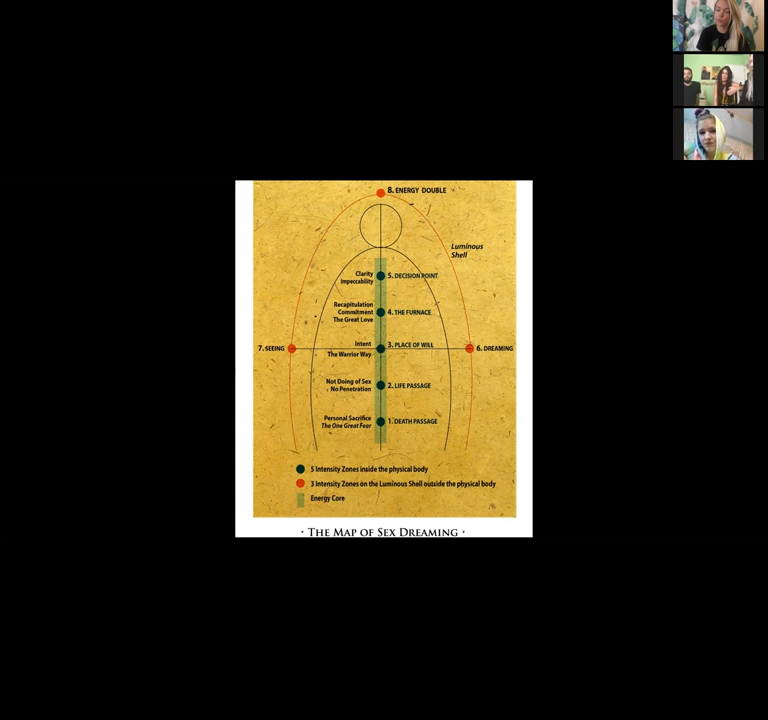 8. ENERGY DOUBLE
Luminous
Shell
Clarity
Impeccability
5. DECISION POINT
Recapitulation
Commitment
The Great Love
4. THE FURNACE
7. SEEING
Intent
The Warrior Way
3. PLACE OF WILL
6. DREAMING
Not Doing of Sex
No Penetration
2. LIFE PASSAGE
Personal Sacrifice
The One Great Fear
1. DEATH PASSAGE
5 Intensity Zones inside the physical body
3 Intensity Zones on the Luminous Shell outside the physical body
Energy Core
· THE MAP OF SEX DREAMING ·